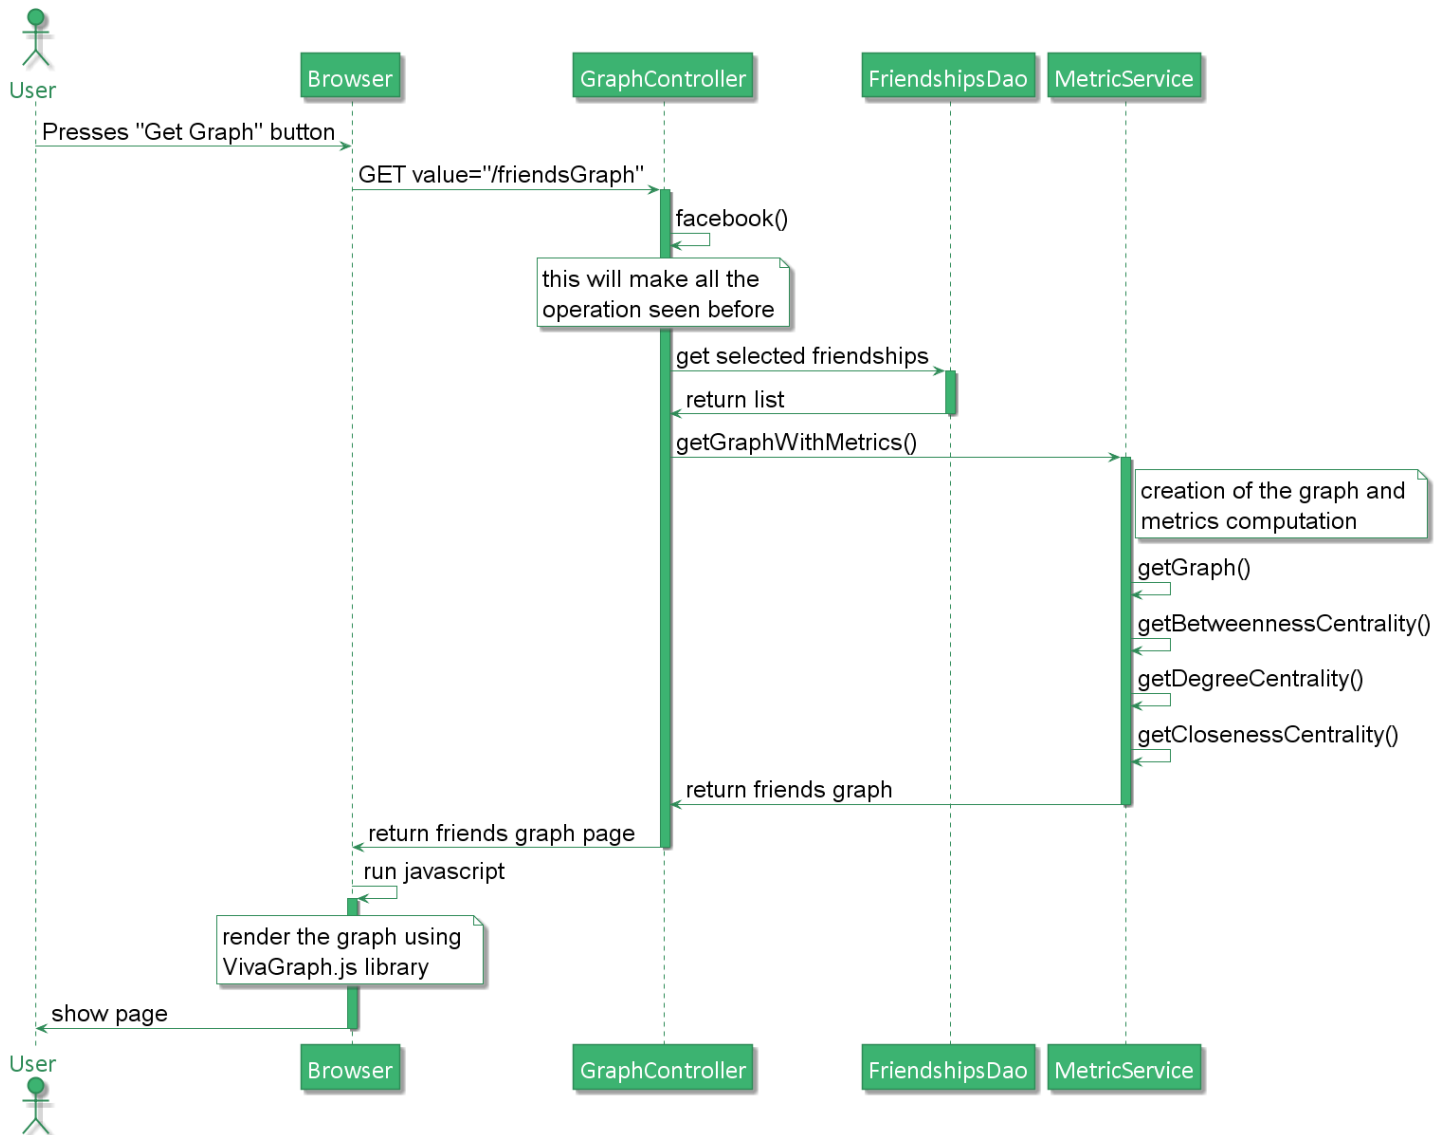 User
Browser
GraphController
FriendshipsDao
MetricService
Presses "Get Graph" button
GET value="/friendsGraph"
facebook()
this will make all the
operation seen before
get selected friendships
return list
getGraphWithMetrics()
creation of the graph and
metrics computation
getGraph()
getBetweennessCentrality()
getDegreeCentrality()
getClosenessCentrality()
return friends graph
return friends graph page
run javascript
render the graph using
VivaGraph.js library
show page
User
Browser
GraphController
FriendshipsDao
MetricService